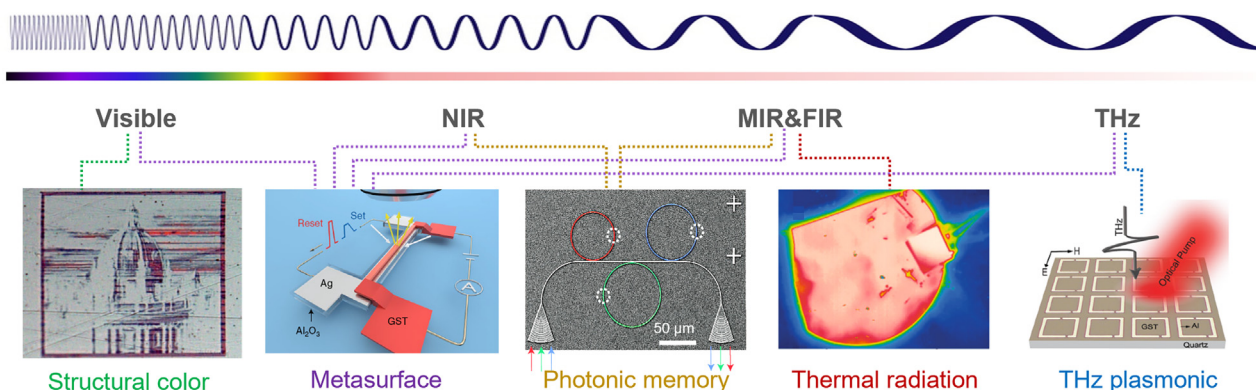 Visible NIR MIR&FIR THz
Reset Set
Ag
Al₂O₃
GST
A
50 µm
THz
Optical Pump
H
E
GST Al
Quartz
Structural color Metasurface Photonic memory Thermal radiation THz plasmonic